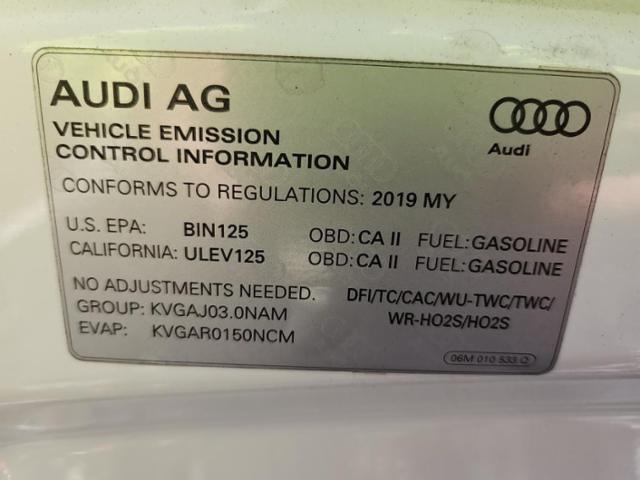 AUDI AG
VEHICLE EMISSION
CONTROL INFORMATION
Audi
CONFORMS TO REGULATIONS: 2019 MY
U.S. EPA: BIN125 OBD: CA II FUEL: GASOLINE
CALIFORNIA: ULEV125 OBD: CA II FUEL: GASOLINE
NO ADJUSTMENTS NEEDED.
GROUP: KVGAJ03.0NAM
EVAP: KVGAR0150NCM
DFI/TC/CAC/WU-TWC/TWC/
WR-HO2S/HO2S
06M 010 533 Q